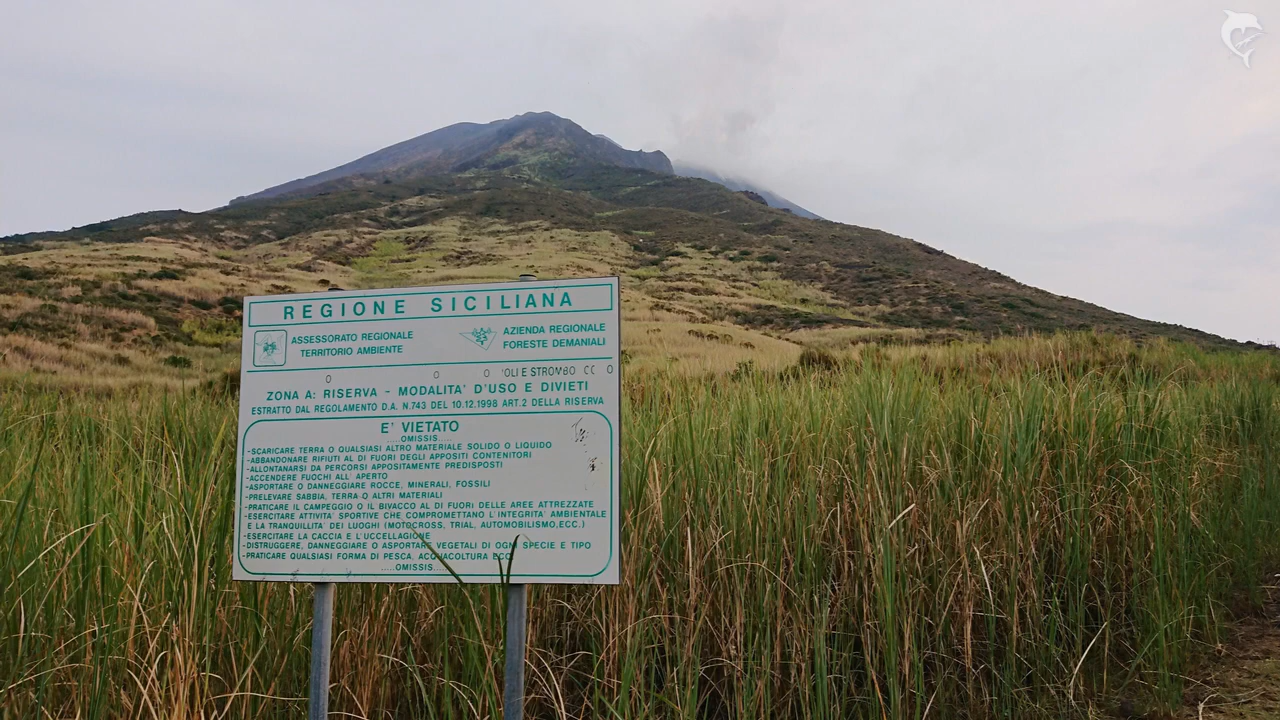 REGIONE SICILIANA
ASSESSORATO REGIONALE
TERRITORIO AMBIENTE
AZIENDA REGIONALE
FORESTE DEMANIALI
OLI E STROMBO
ZONA A: RISERVA - MODALITA' D'USO E DIVIETI
ESTRATTO DAL REGOLAMENTO D.A. N.743 DEL 10.12.1998 ART.2 DELLA RISERVA
E' VIETATO
.....OMISSIS.....
-SCARICARE TERRA O QUALSIASI ALTRO MATERIALE SOLIDO O LIQUIDO
-ABBANDONARE RIFIUTI AL DI FUORI DEGLI APPOSITI CONTENITORI
-ALLONTANARSI DA PERCORSI APPOSITAMENTE PREDISPOSTI
-ACCENDERE FUOCHI ALL' APERTO
-ASPORTARE O DANNEGGIARE ROCCE, MINERALI, FOSSILI
-PRELEVARE SABBIA, TERRA O ALTRI MATERIALI
-PRATICARE IL CAMPEGGIO O IL BIVACCO AL DI FUORI DELLE AREE ATTREZZATE
-ESERCITARE ATTIVITA' SPORTIVE CHE COMPROMETTANO L'INTEGRITA' AMBIENTALE
E LA TRANQUILLITA' DEI LUOGHI (MOTOCROSS, TRIAL, AUTOMOBILISMO,ECC.)
-ESERCITARE LA CACCIA E L'UCCELLAGIONE
-DISTRUGGERE, DANNEGGIARE O ASPORTARE VEGETALI DI OGNI SPECIE E TIPO
-PRATICARE QUALSIASI FORMA DI PESCA, ACQUACOLTURA ECC.
.....OMISSIS.....